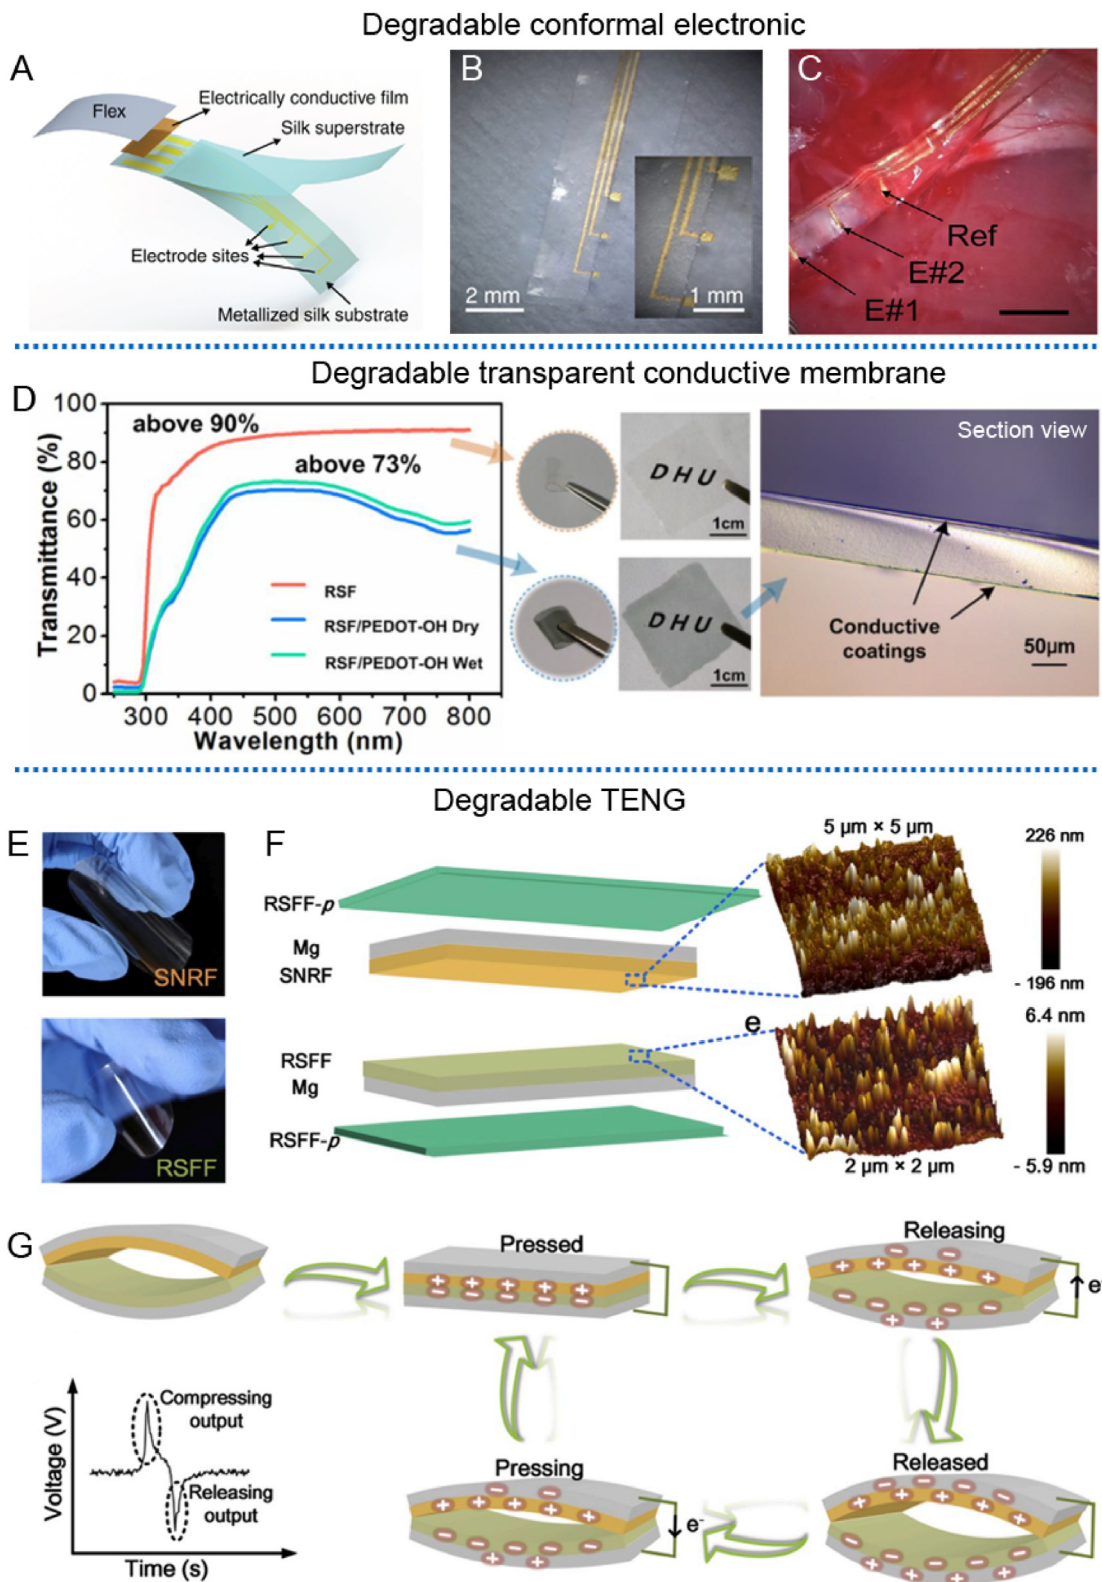 Degradable conformal electronic
A
Flex
Electrically conductive film
Silk superstrate
Electrode sites
Metallized silk substrate
B
2 mm
1 mm
C
Ref
E#2
E#1
Degradable transparent conductive membrane
D
Transmittance (%)
100
80
60
40
20
0
above 90%
above 73%
RSF
RSF/PEDOT-OH Dry
RSF/PEDOT-OH Wet
300
400
500
600
700
800
Wavelength (nm)
DHU
1cm
DHU
1cm
Section view
Conductive
coatings
50µm
Degradable TENG
E
SNRF
RSFF
F
RSFF-p
Mg
SNRF
RSFF
Mg
RSFF-p
5 µm × 5 µm
226 nm
- 196 nm
e
6.4 nm
- 5.9 nm
2 µm × 2 µm
G
Pressed
Releasing
e
Voltage (V)
Compressing
output
Releasing
output
Time (s)
Pressing
e-
Released